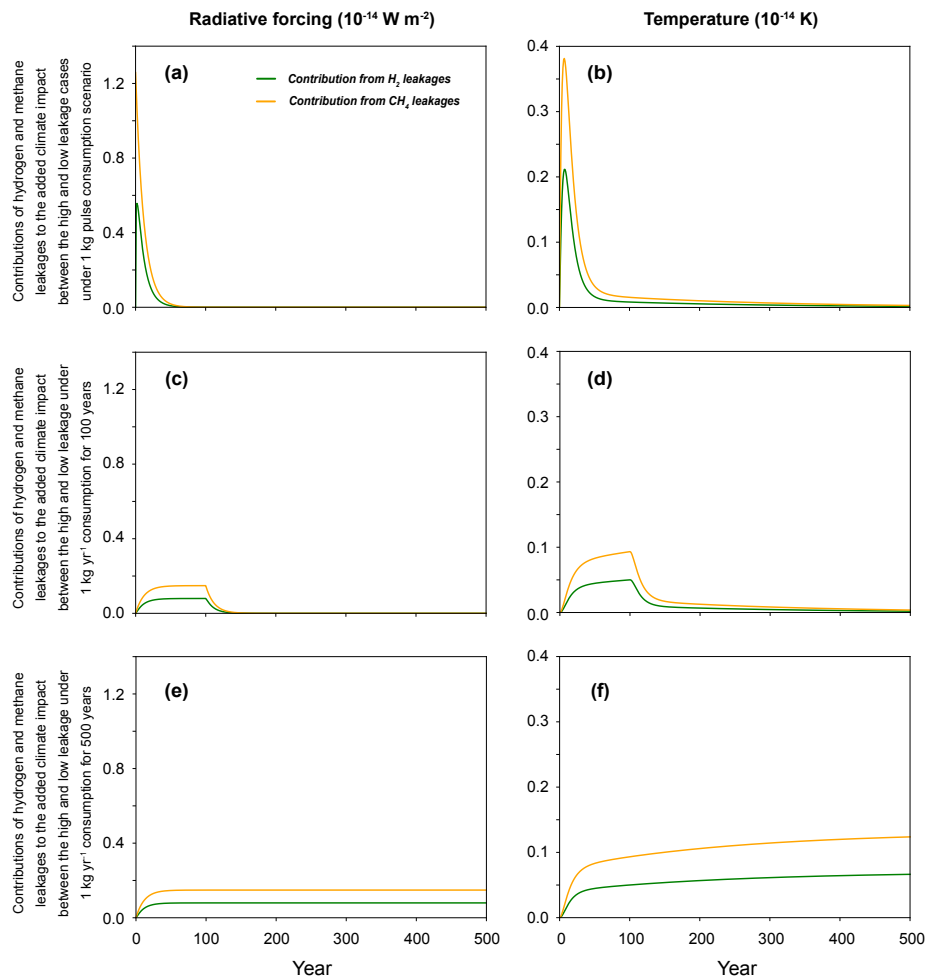 Radiative forcing (10⁻¹⁴ W m⁻²)
Temperature (10⁻¹⁴ K)
Contributions of hydrogen and methane
leakages to the added climate impact
between the high and low leakage cases
under 1 kg pulse consumption scenario
(a)
Contribution from H₂ leakages
Contribution from CH₄ leakages
1.2
0.8
0.4
0.0
(b)
0.4
0.3
0.2
0.1
0.0
Contributions of hydrogen and methane
leakages to the added climate impact
between the high and low leakage under
1 kg yr⁻¹ consumption for 100 years
(c)
1.2
0.8
0.4
0.0
(d)
0.4
0.3
0.2
0.1
0.0
Contributions of hydrogen and methane
leakages to the added climate impact
between the high and low leakage under
1 kg yr⁻¹ consumption for 500 years
(e)
1.2
0.8
0.4
0.0
0 100 200 300 400 500
Year
(f)
0.4
0.3
0.2
0.1
0.0
0 100 200 300 400 500
Year